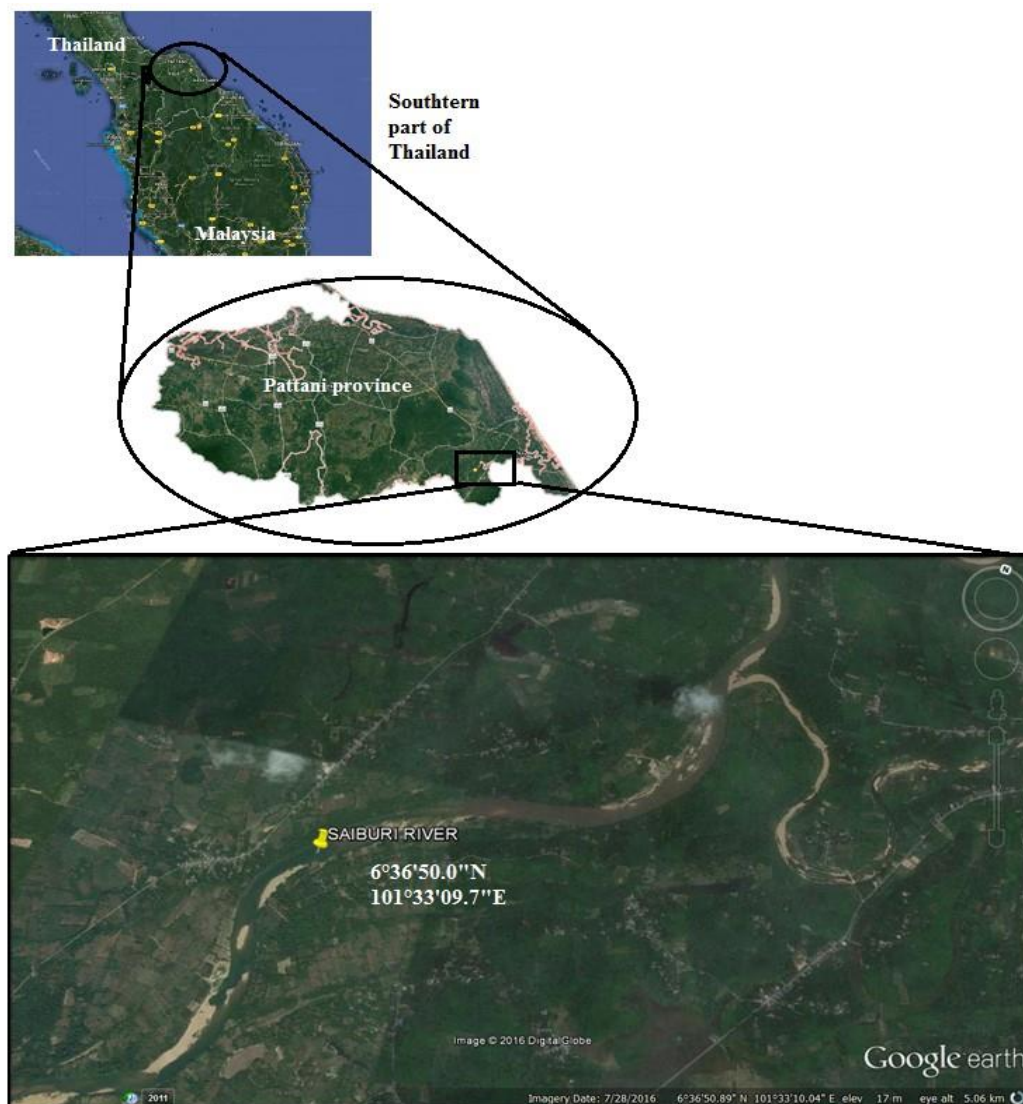 Thailand
Southtern
part of
Thailand
Malaysia
Pattani province
N
SAIBURI RIVER
6°36'50.0"N
101°33'09.7"E
Image © 2016 Digital Globe
Google earth
2011
Imagery Date: 7/28/2016 6°36'50.89" N 101°33'10.04" E elev 17 m eye alt 5.06 km